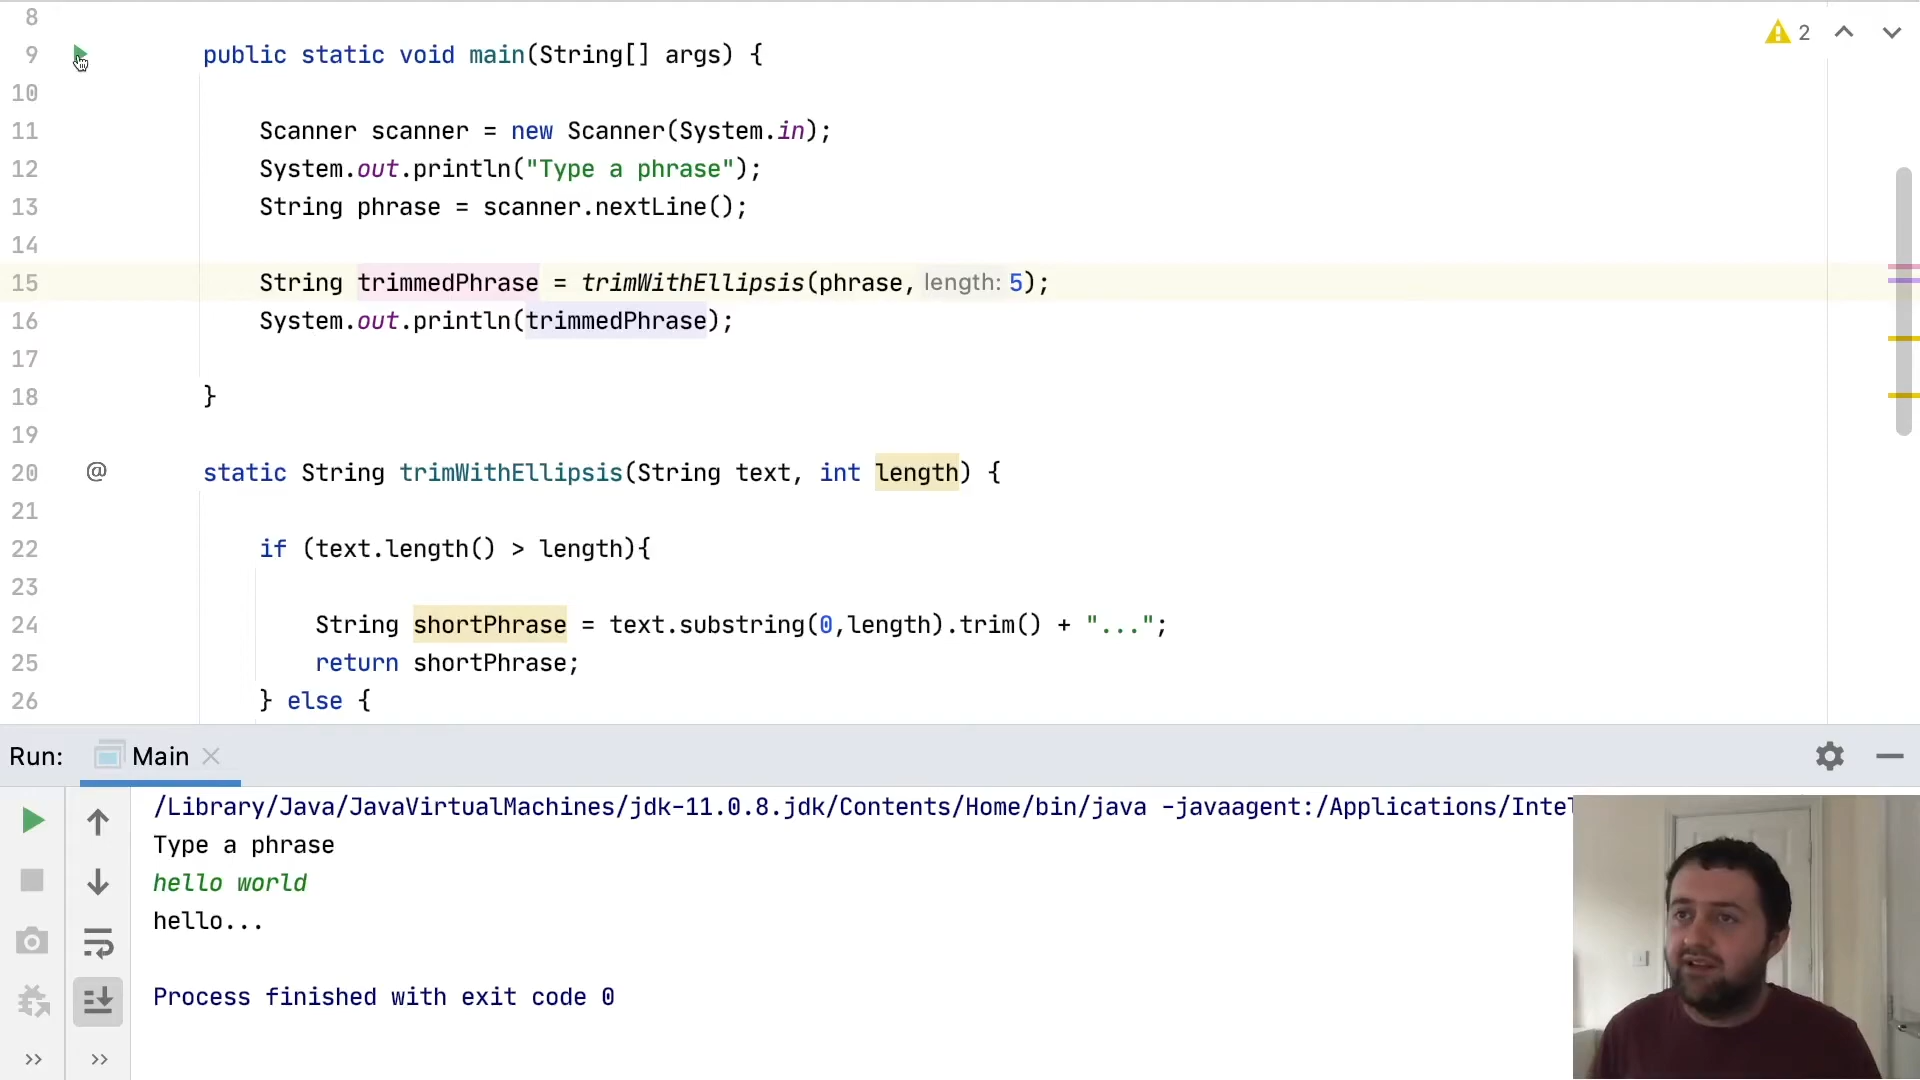 8
9 public static void main(String[] args) {
2
10
11 Scanner scanner = new Scanner(System.in);
12 System.out.println("Type a phrase");
13 String phrase = scanner.nextLine();
14
15 String trimmedPhrase = trimWithEllipsis(phrase, length: 5);
16 System.out.println(trimmedPhrase);
17
18 }
19
20 @ static String trimWithEllipsis(String text, int length) {
21
22 if (text.length() > length){
23
24 String shortPhrase = text.substring(0,length).trim() + "...";
25 return shortPhrase;
26 } else {
Run: Main
/Library/Java/JavaVirtualMachines/jdk-11.0.8.jdk/Contents/Home/bin/java -javaagent:/Applications/Intel
Type a phrase
hello world
hello...
Process finished with exit code 0